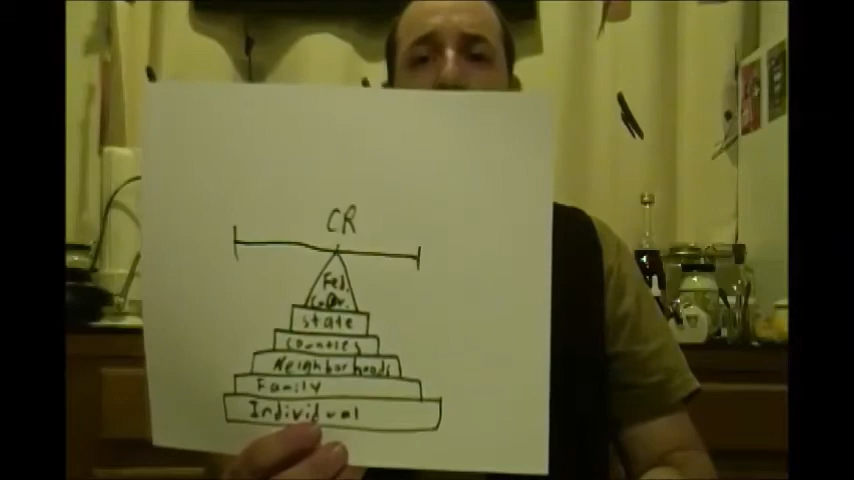 CR
Fed.
Gov.
State
Counties
Neighborhoods
Family
Individual